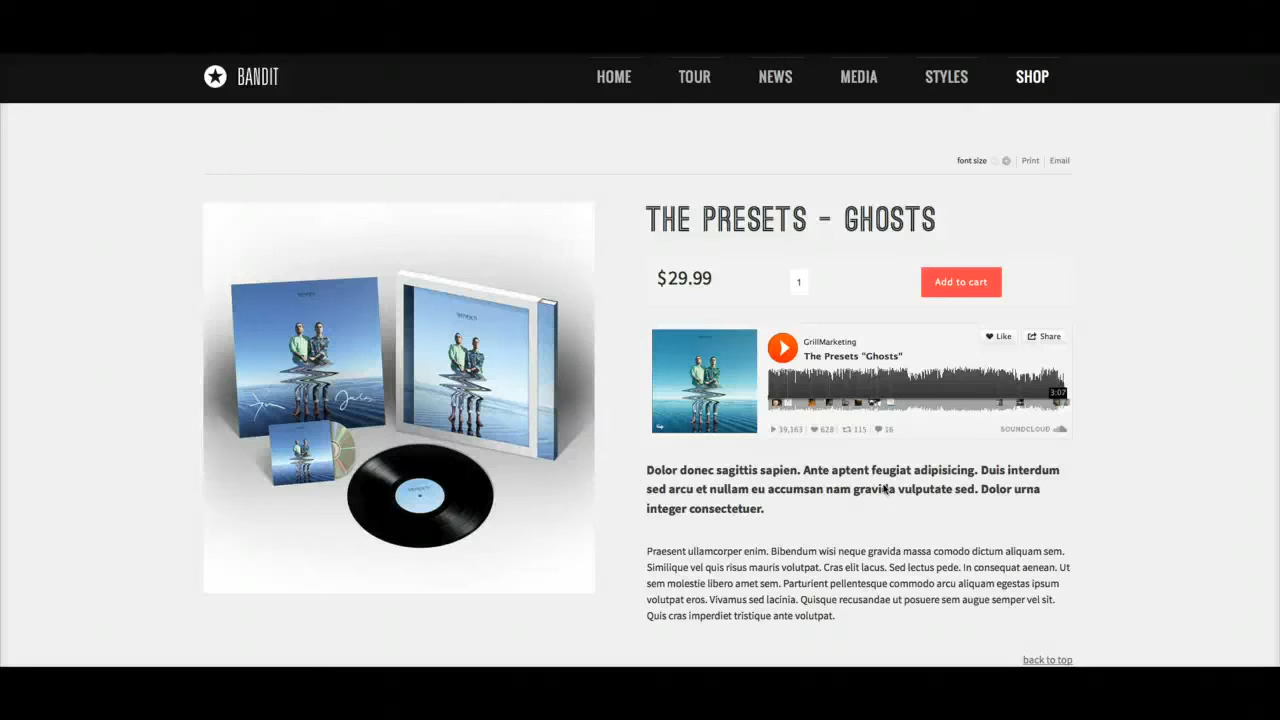 BANDIT
HOME TOUR NEWS MEDIA STYLES SHOP
font size Print Email
THE PRESETS - GHOSTS
$29.99 1 Add to cart
GrillMarketing Like Share
The Presets "Ghosts"
3:07
39,163 628 115 16 SOUNDCLOUD
Dolor donec sagittis sapien. Ante aptent feugiat adipisicing. Duis interdum
sed arcu et nullam eu accumsan nam gravida vulputate sed. Dolor urna
integer consectetuer.
Praesent ullamcorper enim. Bibendum wisi neque gravida massa comodo dictum aliquam sem.
Similique vel quis risus mauris volutpat. Cras elit lacus. Sed lectus pede. In consequat aenean. Ut
sem molestie libero amet sem. Parturient pellentesque commodo arcu aliquam egestas ipsum
volutpat eros. Vivamus sed lacinia. Quisque recusandae ut posuere sem augue semper vel sit.
Quis cras imperdiet tristique ante volutpat.
back to top